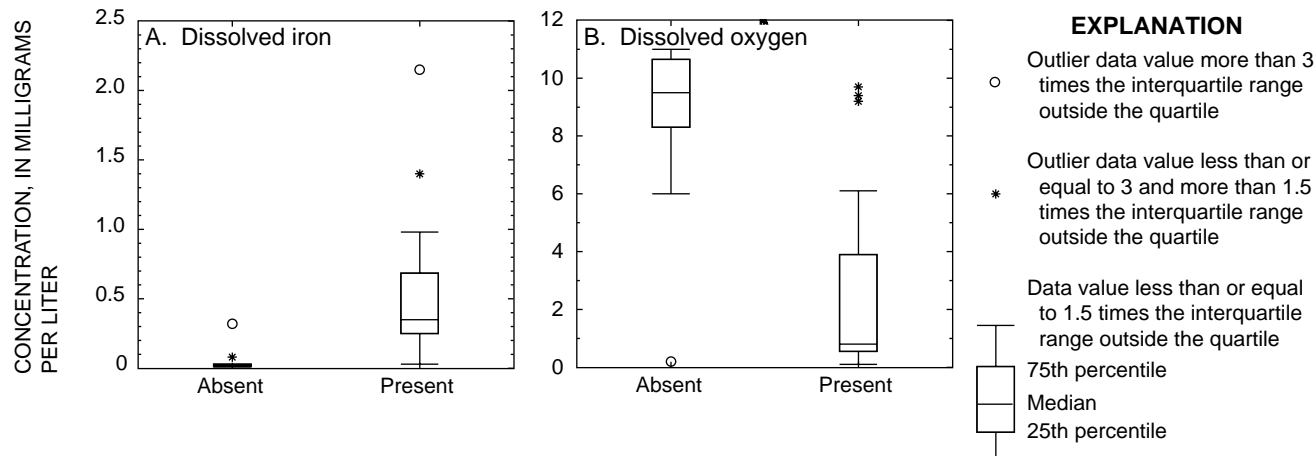 CONCENTRATION, IN MILLIGRAMS
PER LITER
2.5
2.0
1.5
1.0
0.5
0
A. Dissolved iron
Absent
Present
12
10
8
6
4
2
0
B. Dissolved oxygen
Absent
Present
EXPLANATION
Outlier data value more than 3
times the interquartile range
outside the quartile
Outlier data value less than or
equal to 3 and more than 1.5
times the interquartile range
outside the quartile
Data value less than or equal
to 1.5 times the interquartile
range outside the quartile
75th percentile
Median
25th percentile